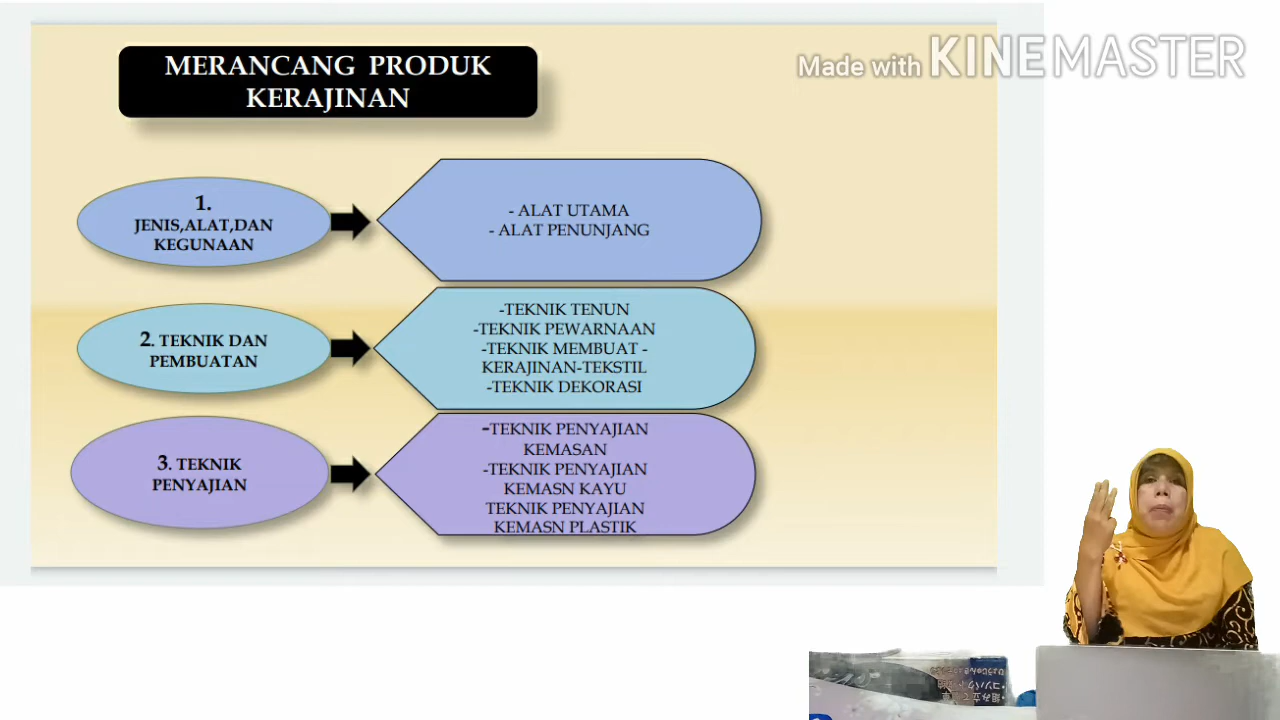 MERANCANG PRODUK
KERAJINAN
Made with KINEMASTER
1.
JENIS,ALAT,DAN
KEGUNAAN
- ALAT UTAMA
- ALAT PENUNJANG
2. TEKNIK DAN
PEMBUATAN
-TEKNIK TENUN
-TEKNIK PEWARNAAN
-TEKNIK MEMBUAT -
KERAJINAN-TEKSTIL
-TEKNIK DEKORASI
3. TEKNIK
PENYAJIAN
-TEKNIK PENYAJIAN
KEMASAN
-TEKNIK PENYAJIAN
KEMASN KAYU
TEKNIK PENYAJIAN
KEMASN PLASTIK